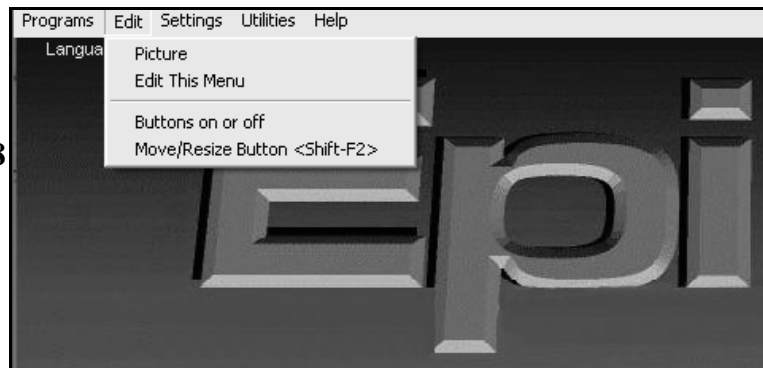 Programs Edit Settings Utilities Help
Langua
Picture
Edit This Menu
Buttons on or off
Move/Resize Button <Shift-F2>
Epi